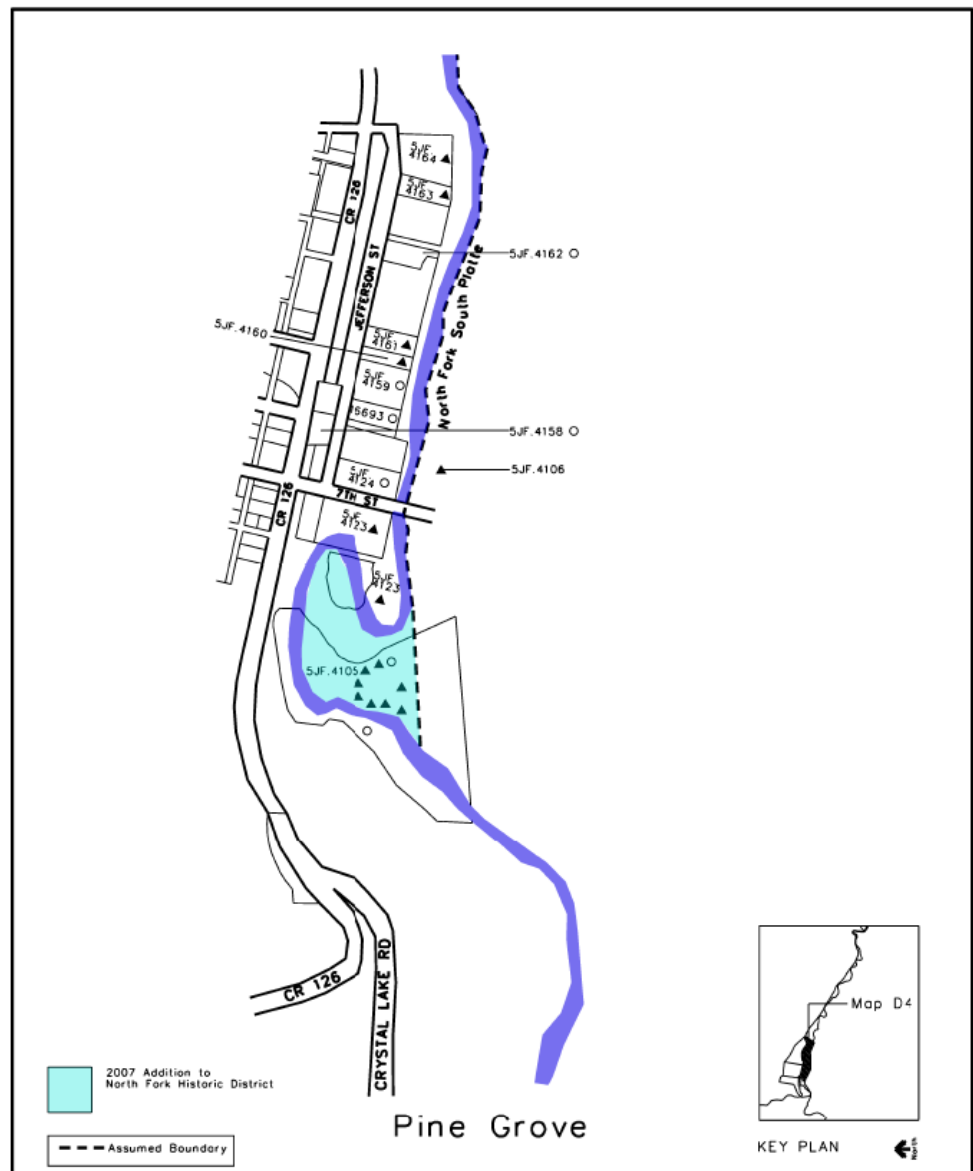 CR 126
5JF
4164
5JF
4163
JEFFERSON ST
5JF.4162
North Fork South Platte
5JF.4160
5JF
4161
5JF
4159
6693
5JF.4158
5JF.4106
5JF
4124
7TH ST
CR 126
5JF
4123
5JF
4123
5JF.4105
CR 126
CRYSTAL LAKE RD
Map D4
2007 Addition to
North Fork Historic District
Pine Grove
Assumed Boundary
KEY PLAN
North